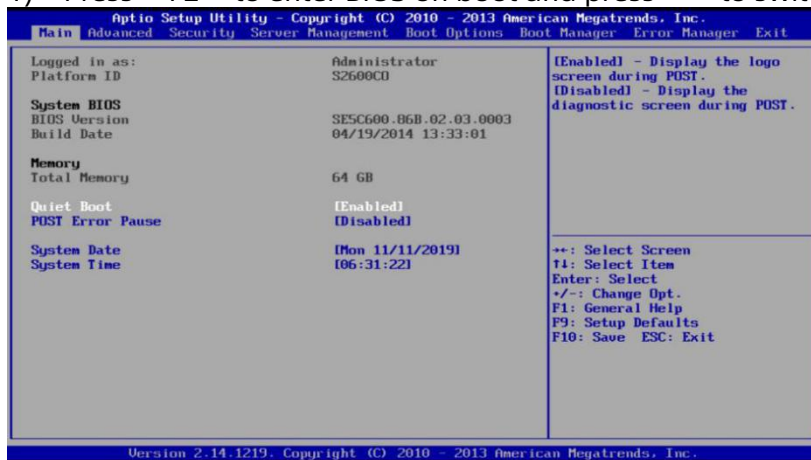 Aptio Setup Utility - Copyright (C) 2010 - 2013 American Megatrends, Inc.
Main Advanced Security Server Management Boot Options Boot Manager Error Manager Exit
Logged in as: Administrator
Platform ID S2600CO
System BIOS
BIOS Version SE5C600.86B.02.03.0003
Build Date 04/19/2014 13:33:01
Memory
Total Memory 64 GB
Quiet Boot [Enabled]
POST Error Pause [Disabled]
System Date [Mon 11/11/2019]
System Time [06:31:22]
[Enabled] - Display the logo
screen during POST.
[Disabled] - Display the
diagnostic screen during POST.
→←: Select Screen
↑↓: Select Item
Enter: Select
+/-: Change Opt.
F1: General Help
F9: Setup Defaults
F10: Save ESC: Exit
Version 2.14.1219. Copyright (C) 2010 - 2013 American Megatrends, Inc.